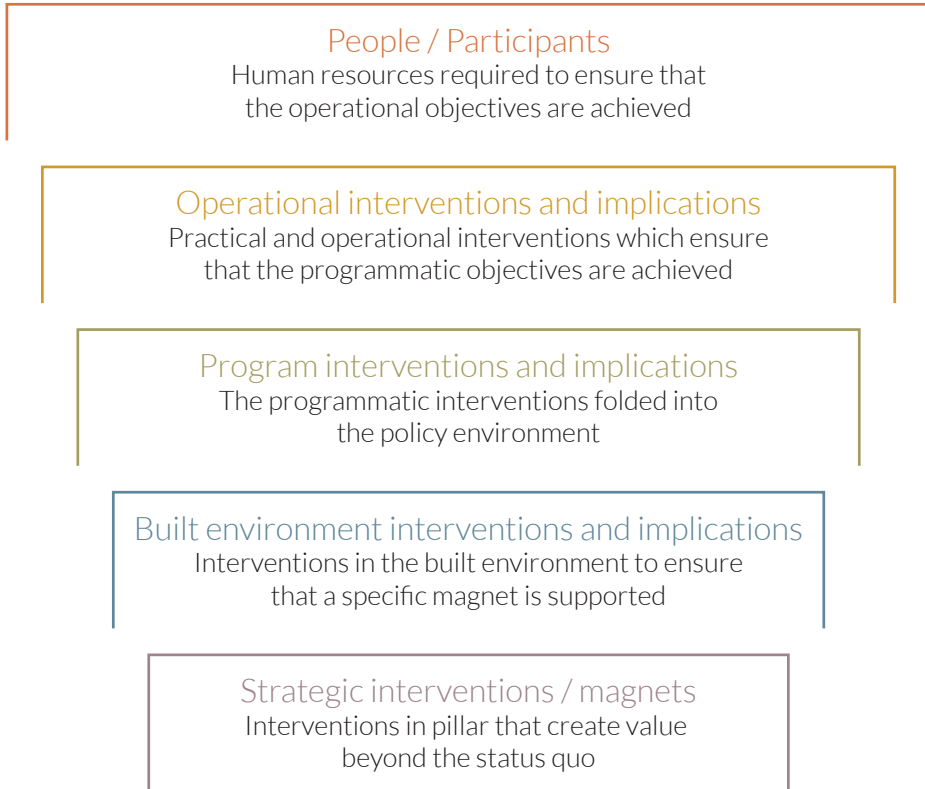 People / Participants
Human resources required to ensure that
the operational objectives are achieved
Operational interventions and implications
Practical and operational interventions which ensure
that the programmatic objectives are achieved
Program interventions and implications
The programmatic interventions folded into
the policy environment
Built environment interventions and implications
Interventions in the built environment to ensure
that a specific magnet is supported
Strategic interventions / magnets
Interventions in pillar that create value
beyond the status quo